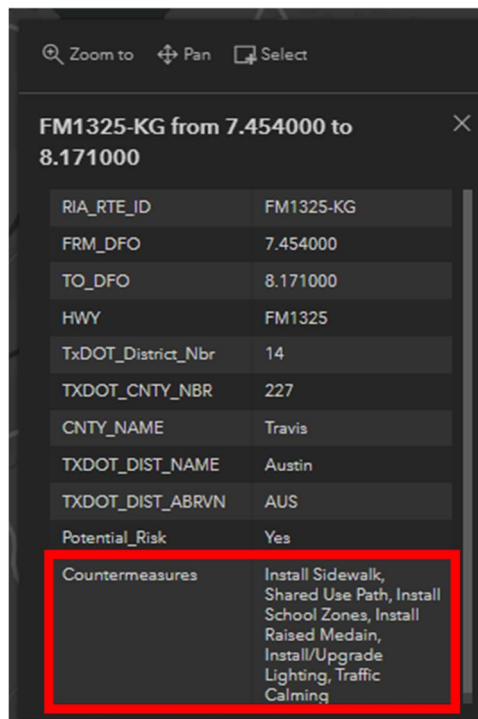 Zoom to Pan Select
FM1325-KG from 7.454000 to
8.171000
RIA_RTE_ID FM1325-KG
FRM_DFO 7.454000
TO_DFO 8.171000
HWY FM1325
TxDOT_District_Nbr 14
TXDOT_CNTY_NBR 227
CNTY_NAME Travis
TXDOT_DIST_NAME Austin
TXDOT_DIST_ABRVN AUS
Potential_Risk Yes
Countermeasures Install Sidewalk,
Shared Use Path, Install
School Zones, Install
Raised Medain,
Install/Upgrade
Lighting, Traffic
Calming